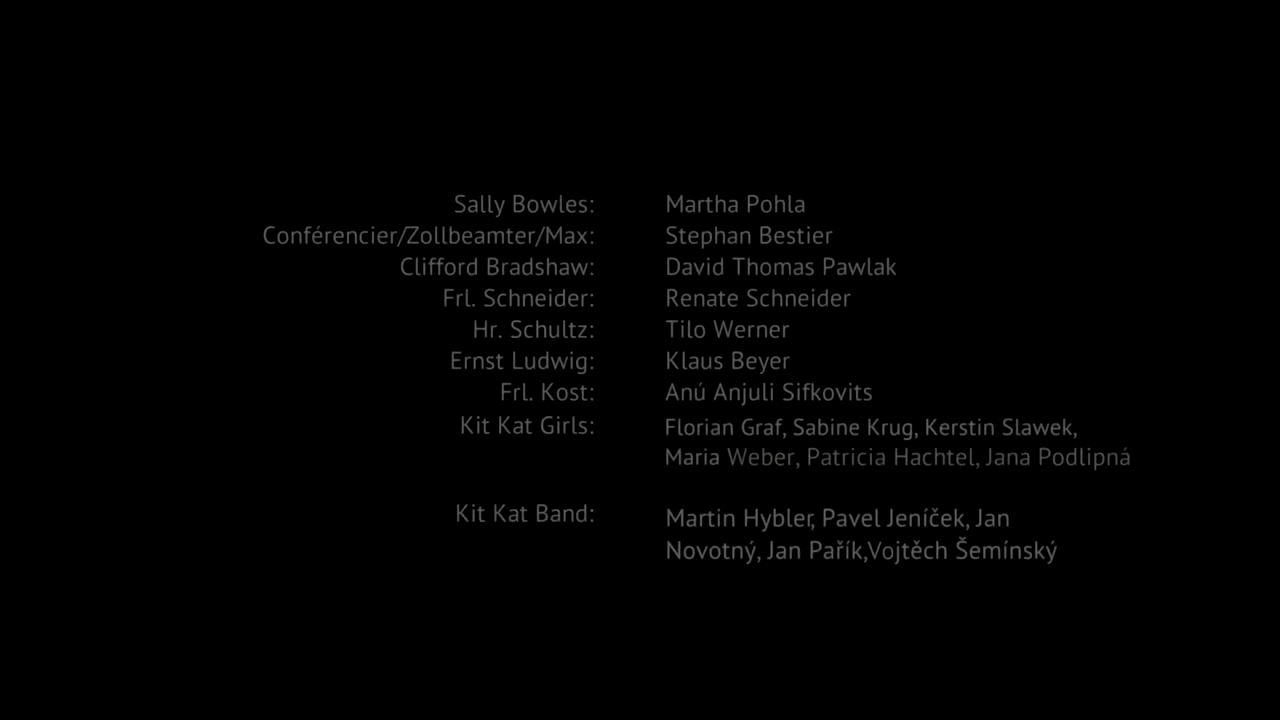 Sally Bowles: Martha Pohla
Conférencier/Zollbeamter/Max: Stephan Bestier
Clifford Bradshaw: David Thomas Pawlak
Frl. Schneider: Renate Schneider
Hr. Schultz: Tilo Werner
Ernst Ludwig: Klaus Beyer
Frl. Kost: Anú Anjuli Sifkovits
Kit Kat Girls: Florian Graf, Sabine Krug, Kerstin Slawek,
Maria Weber, Patricia Hachtel, Jana Podlipná
Kit Kat Band: Martin Hybler, Pavel Jeníček, Jan
Novotný, Jan Pařík,Vojtěch Šemínský